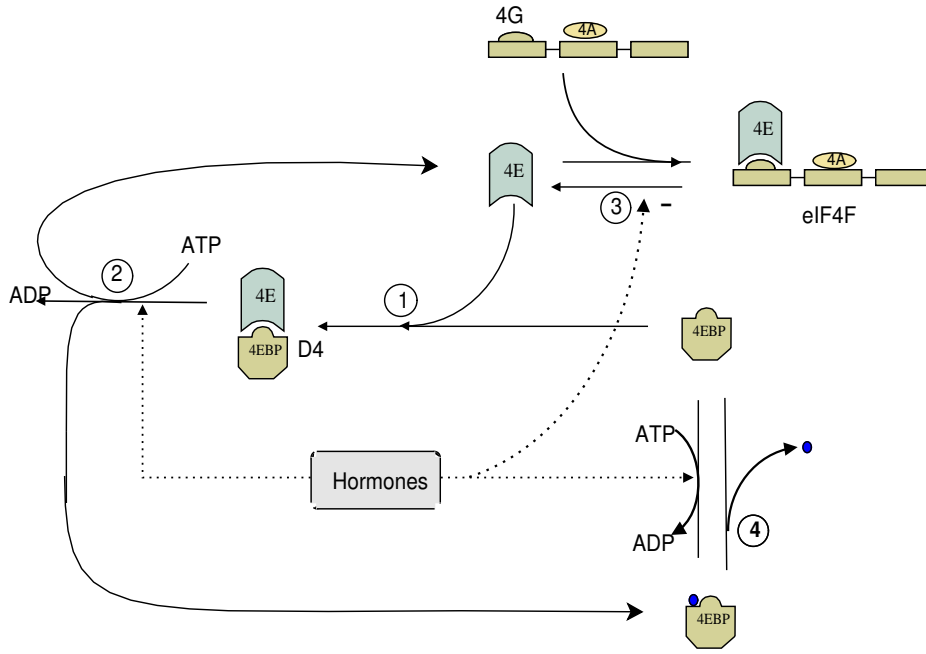 4G
4A
4E
4E
4A
eIF4F
3
–
2
ATP
ADP
4E
4EBP
D4
1
4EBP
Hormones
ATP
ADP
4
4EBP